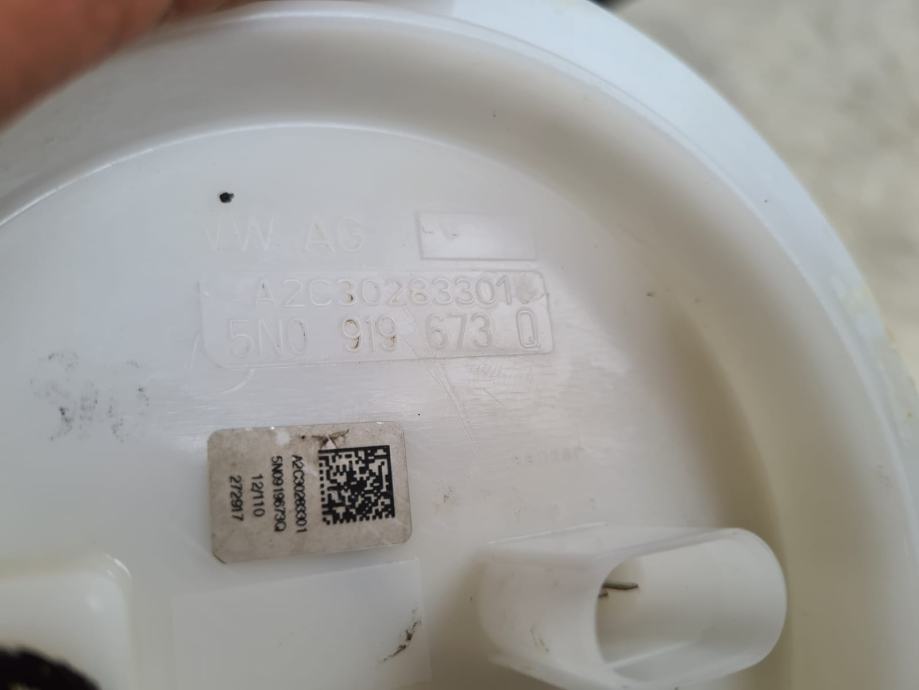 VW AG
A2C30283301
5N0 919 673 Q
A2C30283301
5N0919673Q
12/110
272917